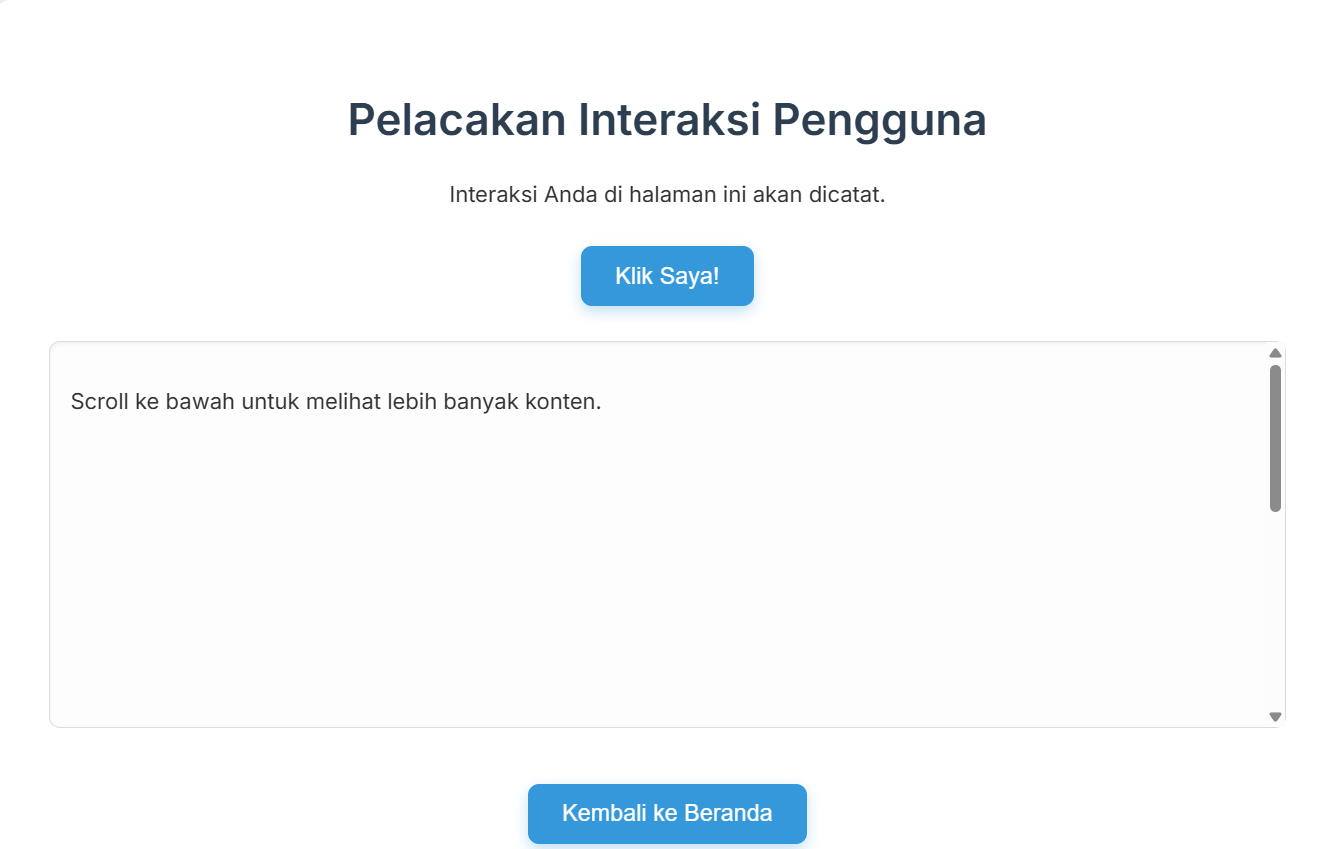 Pelacakan Interaksi Pengguna
Interaksi Anda di halaman ini akan dicatat.
Klik Saya!
Scroll ke bawah untuk melihat lebih banyak konten.
Kembali ke Beranda